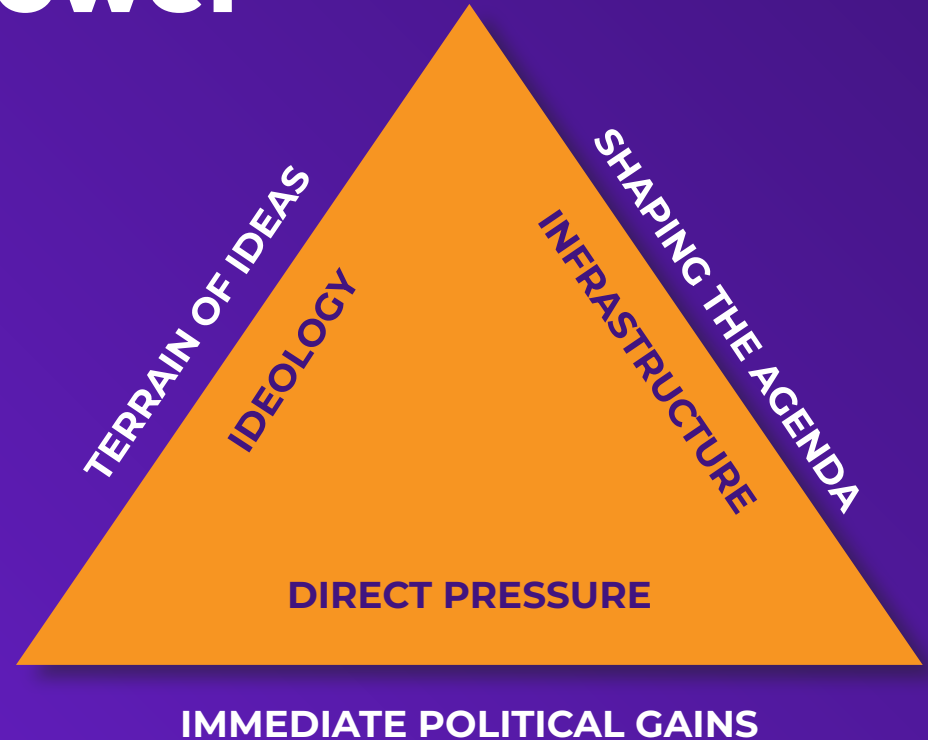 TERRAIN OF IDEAS
IDEOLOGY
SHAPING THE AGENDA
INFRASTRUCTURE
DIRECT PRESSURE
IMMEDIATE POLITICAL GAINS